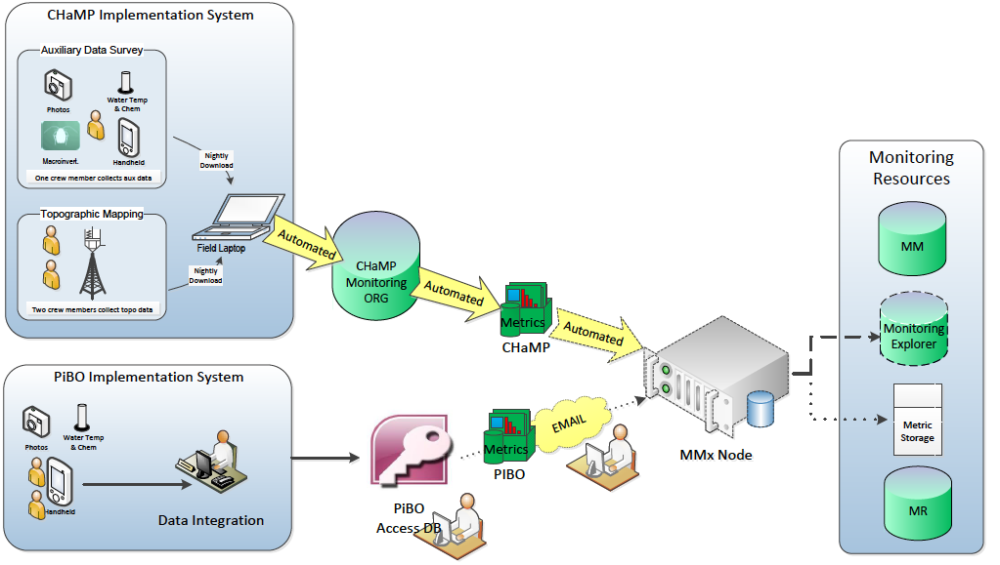 CHaMP Implementation System
Auxiliary Data Survey
Photos
Water Temp
& Chem
Macroinvert.
Handheld
One crew member collects aux data
Nightly
Download
Topographic Mapping
Two crew members collect topo data
Field Laptop
Nightly
Download
Automated
CHaMP
Monitoring
ORG
Automated
Metrics
CHaMP
Automated
MMx Node
PiBO Implementation System
Photos
Water Temp
& Chem
Handheld
Data Integration
PiBO
Access DB
Metrics
PIBO
EMAIL
Monitoring
Resources
MM
Monitoring
Explorer
Metric
Storage
MR